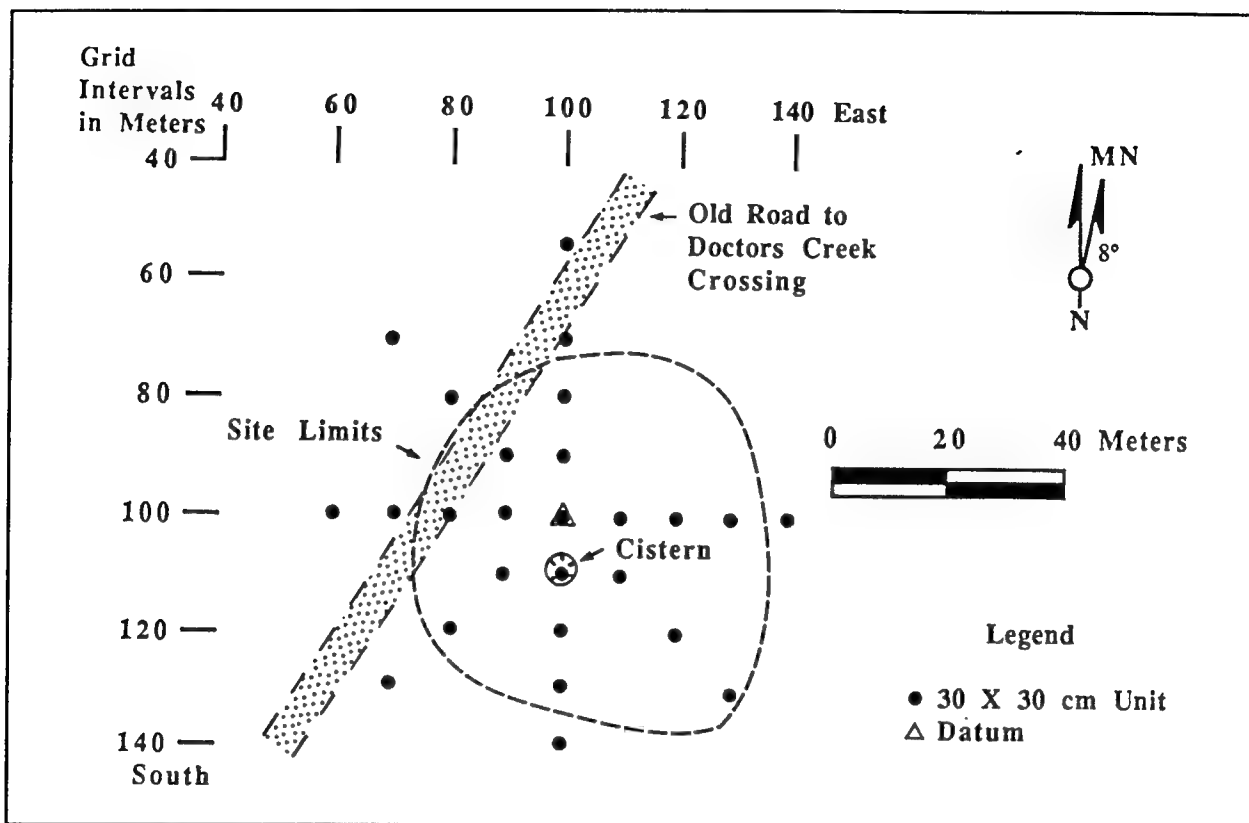 Grid
Intervals
in Meters
40 60 80 100 120 140 East
40
60
80
100
120
140
South
Old Road to
Doctors Creek
Crossing
MN
8°
N
Site Limits
0 20 40 Meters
Cistern
Legend
30 X 30 cm Unit
Datum